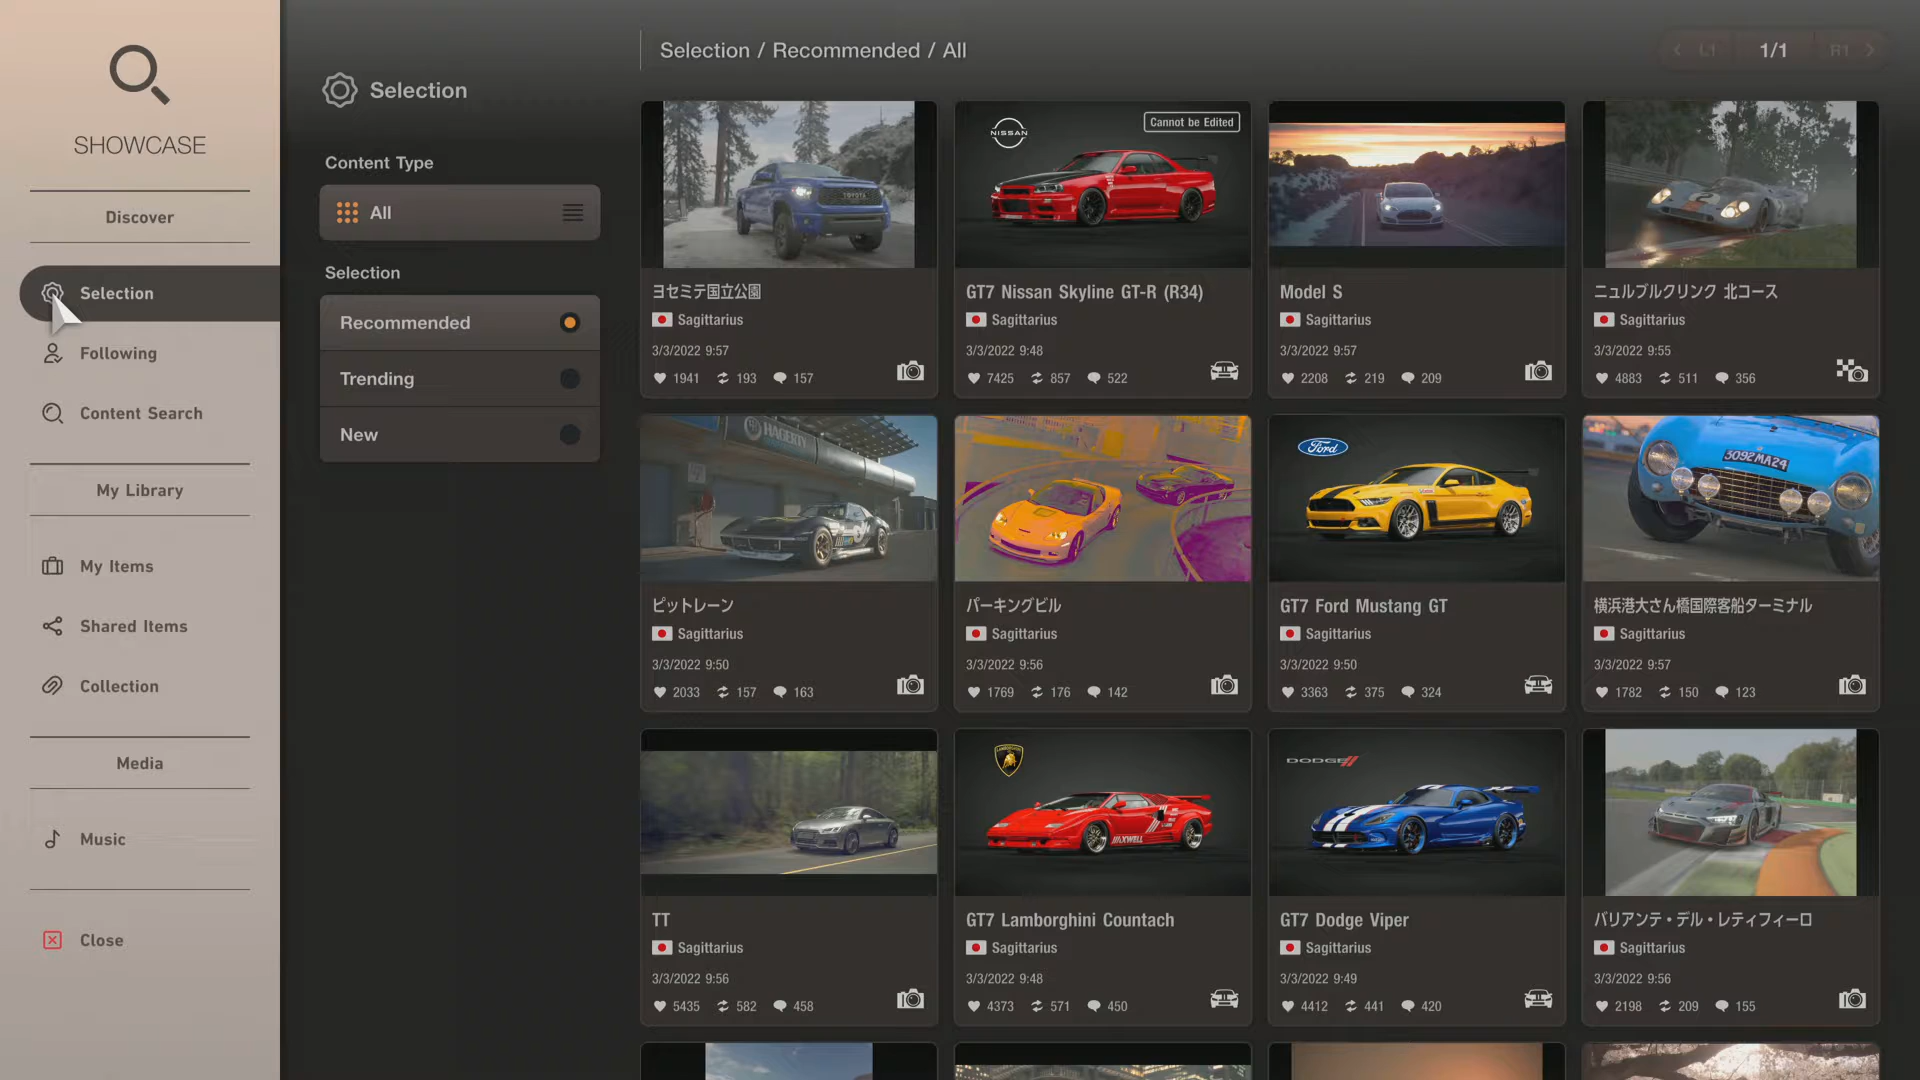 SHOWCASE
Discover
Selection
Following
Content Search
My Library
My Items
Shared Items
Collection
Media
Music
Close
Selection
Content Type
All
Selection
Recommended
Trending
New
Selection / Recommended / All
L1
1/1
R1
TOYOTA
ヨセミテ国立公園
Sagittarius
3/3/2022 9:57
1941 193 157
NISSAN
Cannot be Edited
GT7 Nissan Skyline GT-R (R34)
Sagittarius
3/3/2022 9:48
7425 857 522
Model S
Sagittarius
3/3/2022 9:57
2208 219 209
2
ニュルブルクリンク 北コース
Sagittarius
3/3/2022 9:55
4883 511 356
HAGERTY
ピットレーン
Sagittarius
3/3/2022 9:50
2033 157 163
パーキングビル
Sagittarius
3/3/2022 9:56
1769 176 142
Ford
GT7 Ford Mustang GT
Sagittarius
3/3/2022 9:50
3363 375 324
3092MA24
横浜港大さん橋国際客船ターミナル
Sagittarius
3/3/2022 9:57
1782 150 123
TT
Sagittarius
3/3/2022 9:56
5435 582 458
LAMBORGHINI
MAXWELL
GT7 Lamborghini Countach
Sagittarius
3/3/2022 9:48
4373 571 450
DODGE
GT7 Dodge Viper
Sagittarius
3/3/2022 9:49
4412 441 420
バリアンテ・デル・レティフィーロ
Sagittarius
3/3/2022 9:56
2198 209 155